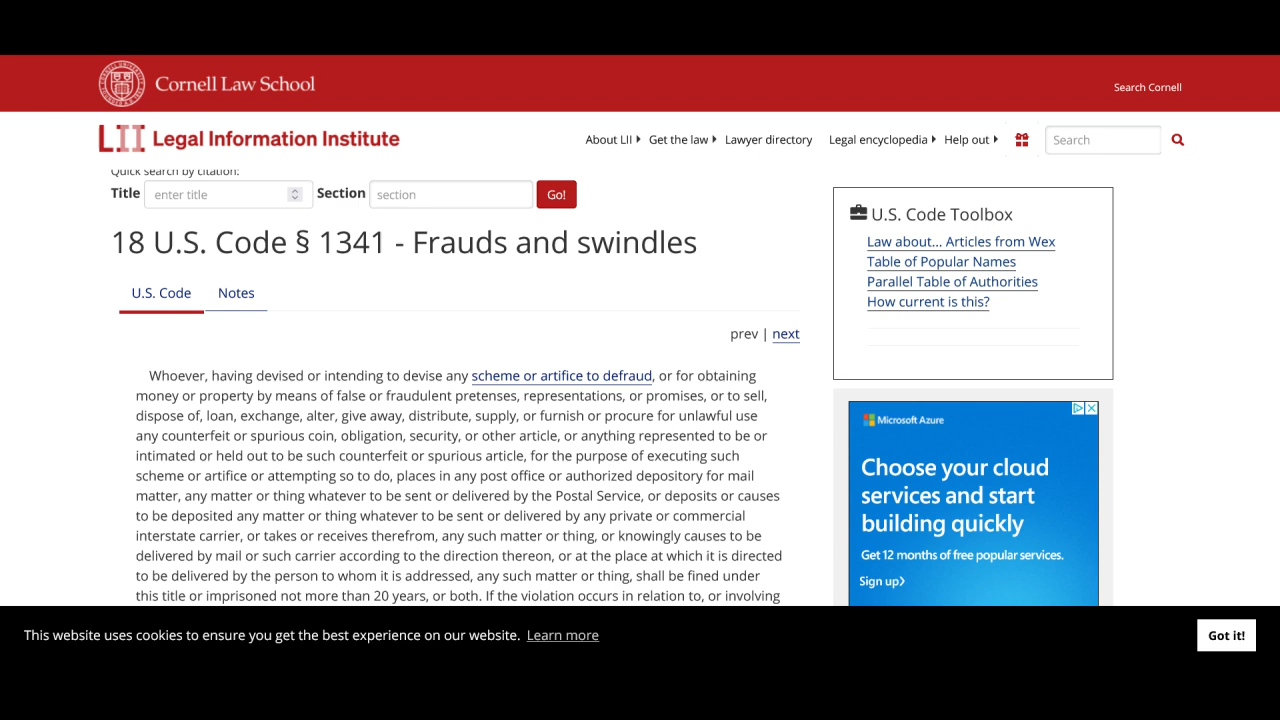 Cornell Law School
Search Cornell
LII Legal Information Institute
About LII
Get the law
Lawyer directory
Legal encyclopedia
Help out
Search
Quick search by citation:
Title enter title Section section Go!
18 U.S. Code § 1341 - Frauds and swindles
U.S. Code Notes
prev | next
Whoever, having devised or intending to devise any scheme or artifice to defraud, or for obtaining
money or property by means of false or fraudulent pretenses, representations, or promises, or to sell,
dispose of, loan, exchange, alter, give away, distribute, supply, or furnish or procure for unlawful use
any counterfeit or spurious coin, obligation, security, or other article, or anything represented to be or
intimated or held out to be such counterfeit or spurious article, for the purpose of executing such
scheme or artifice or attempting so to do, places in any post office or authorized depository for mail
matter, any matter or thing whatever to be sent or delivered by the Postal Service, or deposits or causes
to be deposited any matter or thing whatever to be sent or delivered by any private or commercial
interstate carrier, or takes or receives therefrom, any such matter or thing, or knowingly causes to be
delivered by mail or such carrier according to the direction thereon, or at the place at which it is directed
to be delivered by the person to whom it is addressed, any such matter or thing, shall be fined under
this title or imprisoned not more than 20 years, or both. If the violation occurs in relation to, or involving
U.S. Code Toolbox
Law about... Articles from Wex
Table of Popular Names
Parallel Table of Authorities
How current is this?
Microsoft Azure
Choose your cloud
services and start
building quickly
Get 12 months of free popular services.
Sign up
This website uses cookies to ensure you get the best experience on our website. Learn more
Got it!